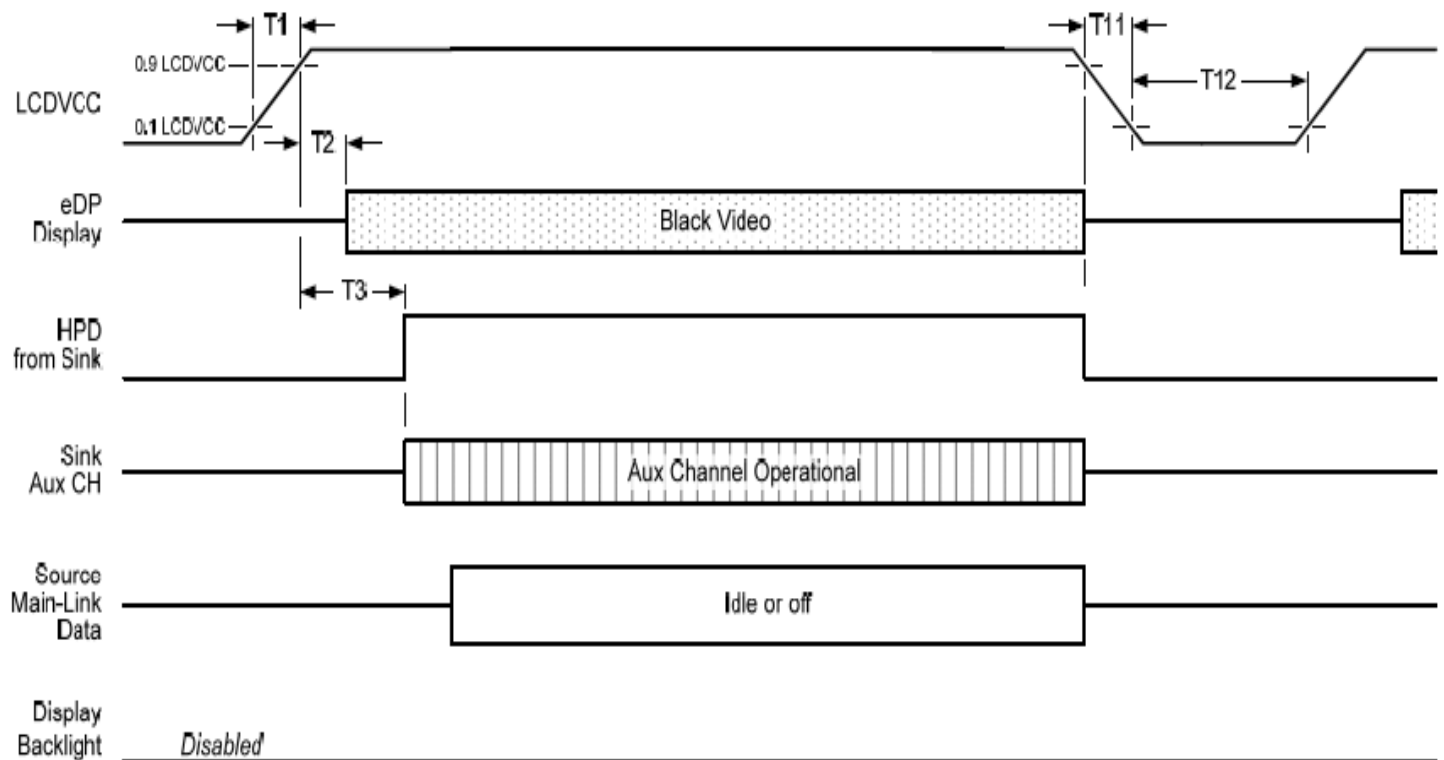 T1
T11
0.9 LCDVCC
LCDVCC
T12
0.1 LCDVCC
T2
eDP
Display
Black Video
T3
HPD
from Sink
Sink
Aux CH
Aux Channel Operational
Source
Main-Link
Data
Idle or off
Display
Backlight
Disabled